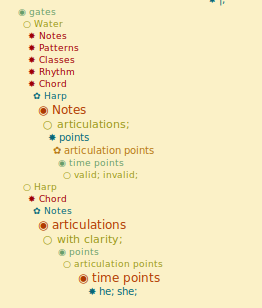 gates
Water
Notes
Patterns
Classes
Rhythm
Chord
Harp
Notes
articulations;
points
articulation points
time points
valid; invalid;
Harp
Chord
Notes
articulations
with clarity;
points
articulation points
time points
he; she;